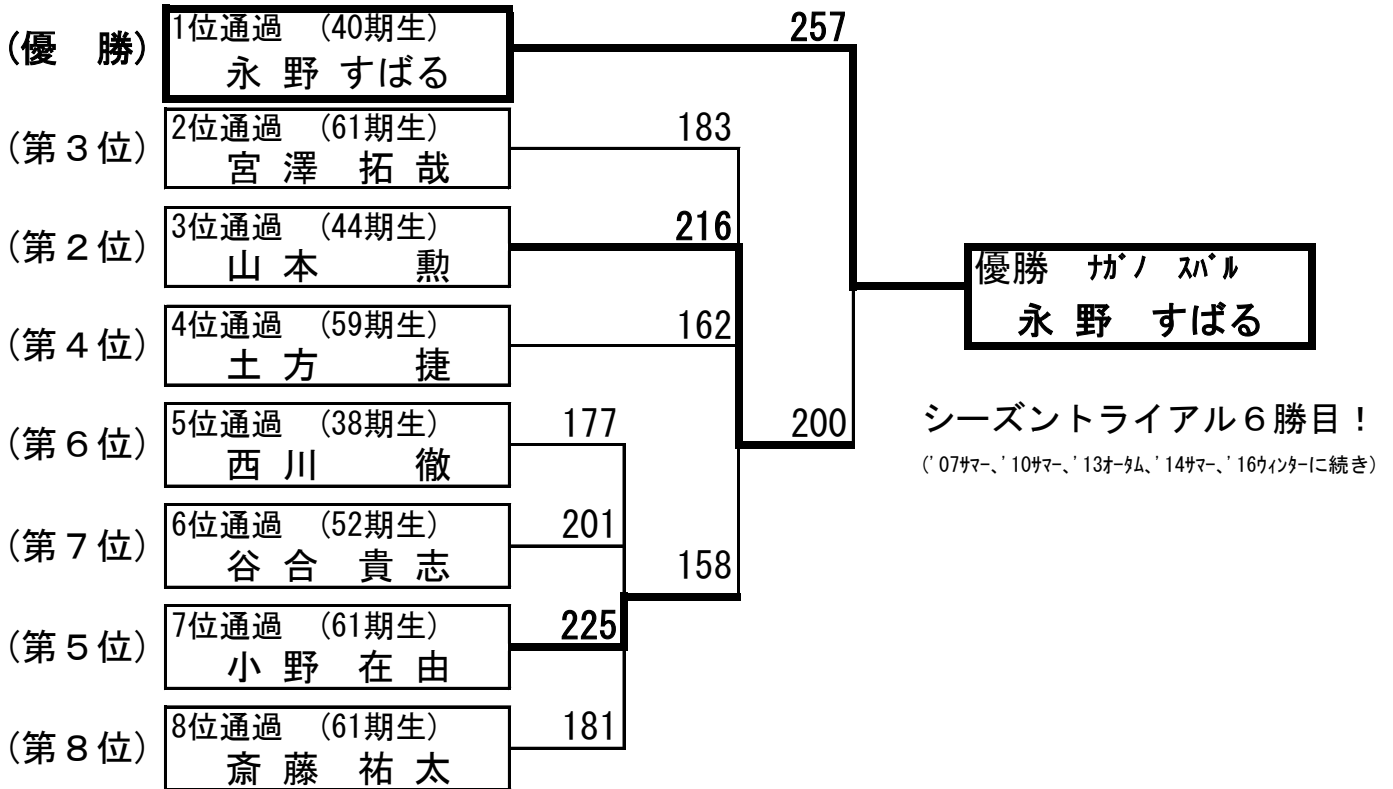 (優　勝)
1位通過　(40期生)
永 野 すばる
257
(第３位)
2位通過　(61期生)
宮 澤　拓 哉
183
(第２位)
3位通過　(44期生)
山 本　　勲
216
優勝　ﾅｶﾞﾉ　ｽﾊﾞﾙ
永 野　すばる
(第４位)
4位通過　(59期生)
土 方　　捷
162
(第６位)
5位通過　(38期生)
西 川　　徹
177
200
シーズントライアル６勝目！
('07ｻﾏｰ、'10ｻﾏｰ、'13ｵｰﾀﾑ、'14ｻﾏｰ、'16ｳｨﾝﾀｰに続き)
(第７位)
6位通過　(52期生)
谷 合　貴 志
201
158
(第５位)
7位通過　(61期生)
小 野　在 由
225
(第８位)
8位通過　(61期生)
斎 藤　祐 太
181